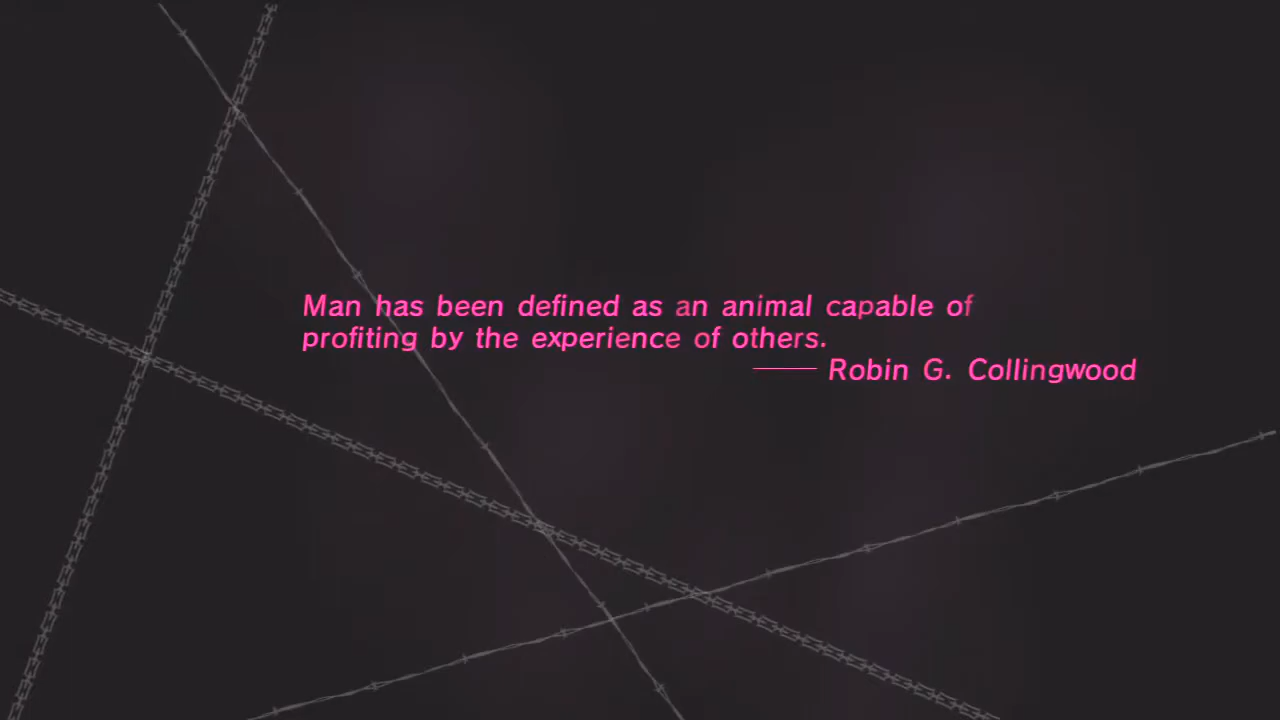 Man has been defined as an animal capable of
profiting by the experience of others.
—— Robin G. Collingwood